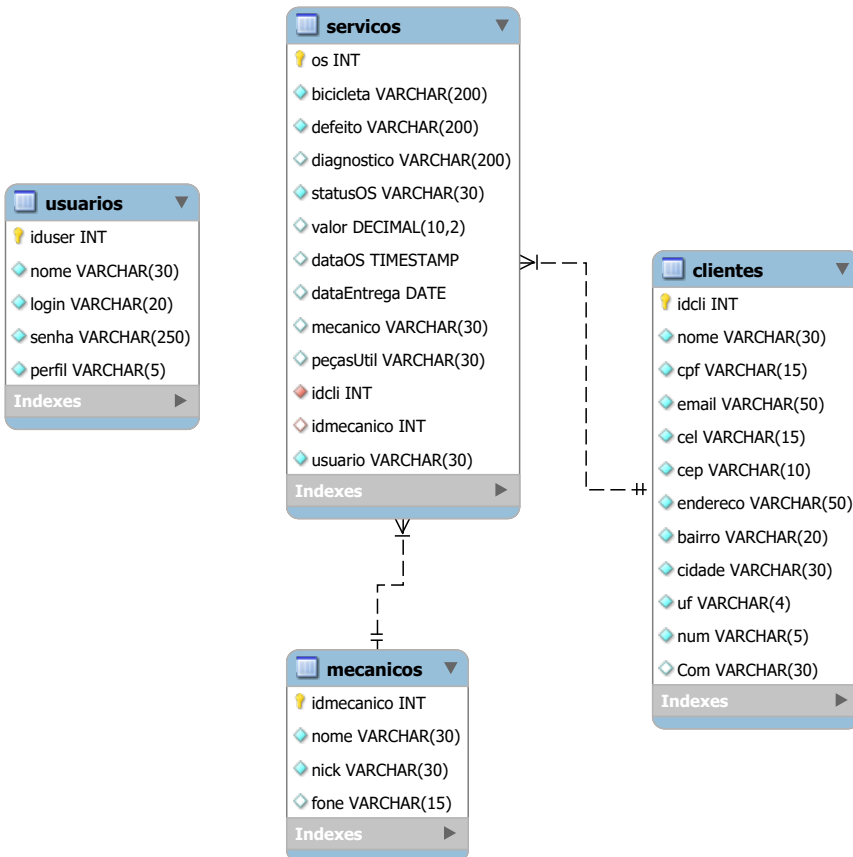 servicos
os INT
bicicleta VARCHAR(200)
defeito VARCHAR(200)
diagnostico VARCHAR(200)
statusOS VARCHAR(30)
valor DECIMAL(10,2)
dataOS TIMESTAMP
dataEntrega DATE
mecanico VARCHAR(30)
peçasUtil VARCHAR(30)
idcli INT
idmecanico INT
usuario VARCHAR(30)
Indexes
usuarios
iduser INT
nome VARCHAR(30)
login VARCHAR(20)
senha VARCHAR(250)
perfil VARCHAR(5)
Indexes
clientes
idcli INT
nome VARCHAR(30)
cpf VARCHAR(15)
email VARCHAR(50)
cel VARCHAR(15)
cep VARCHAR(10)
endereco VARCHAR(50)
bairro VARCHAR(20)
cidade VARCHAR(30)
uf VARCHAR(4)
num VARCHAR(5)
Com VARCHAR(30)
Indexes
mecanicos
idmecanico INT
nome VARCHAR(30)
nick VARCHAR(30)
fone VARCHAR(15)
Indexes